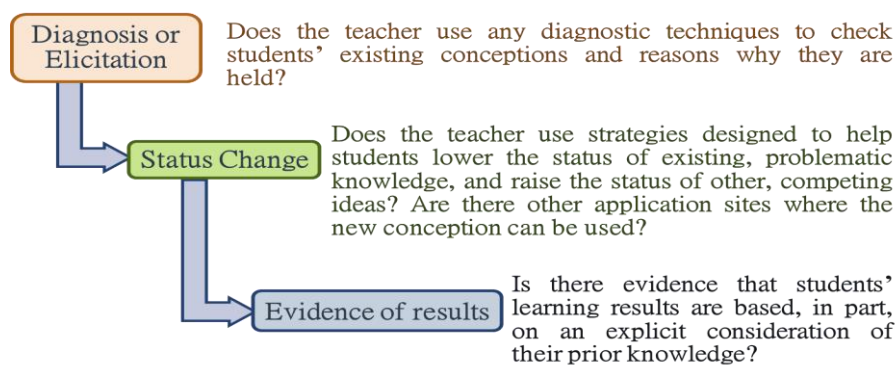 Diagnosis or
Elicitation
Does the teacher use any diagnostic techniques to check
students’ existing conceptions and reasons why they are
held?
Status Change
Does the teacher use strategies designed to help
students lower the status of existing, problematic
knowledge, and raise the status of other, competing
ideas? Are there other application sites where the
new conception can be used?
Evidence of results
Is there evidence that students’
learning results are based, in part,
on an explicit consideration of
their prior knowledge?